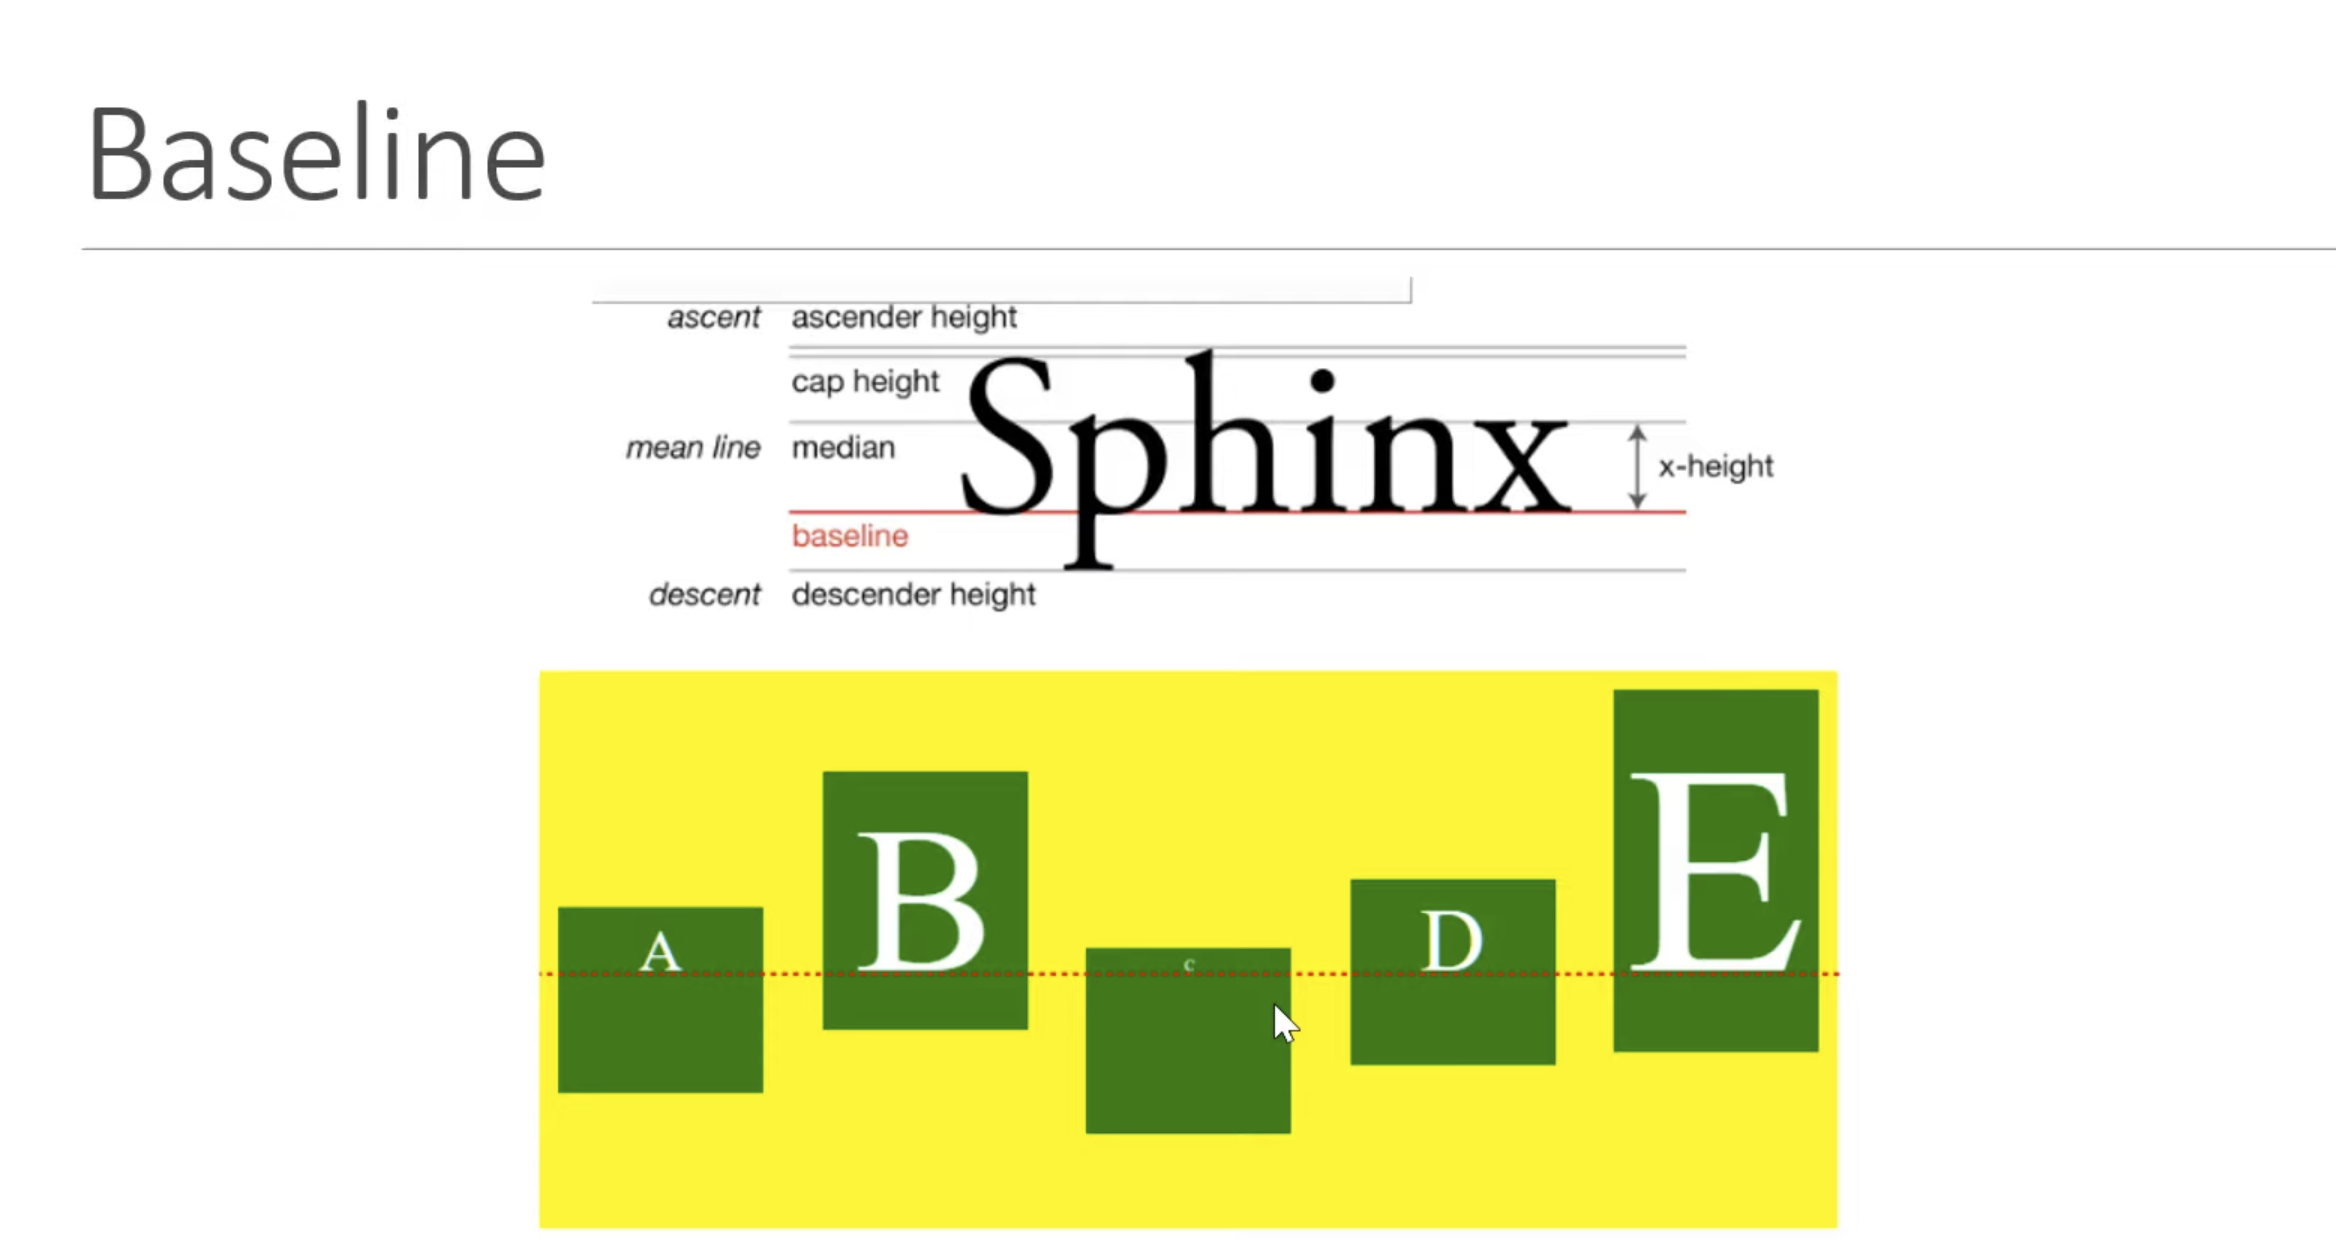 Baseline
ascent ascender height
cap height
Sphinx
mean line median
x-height
baseline
descent descender height
A B c D E